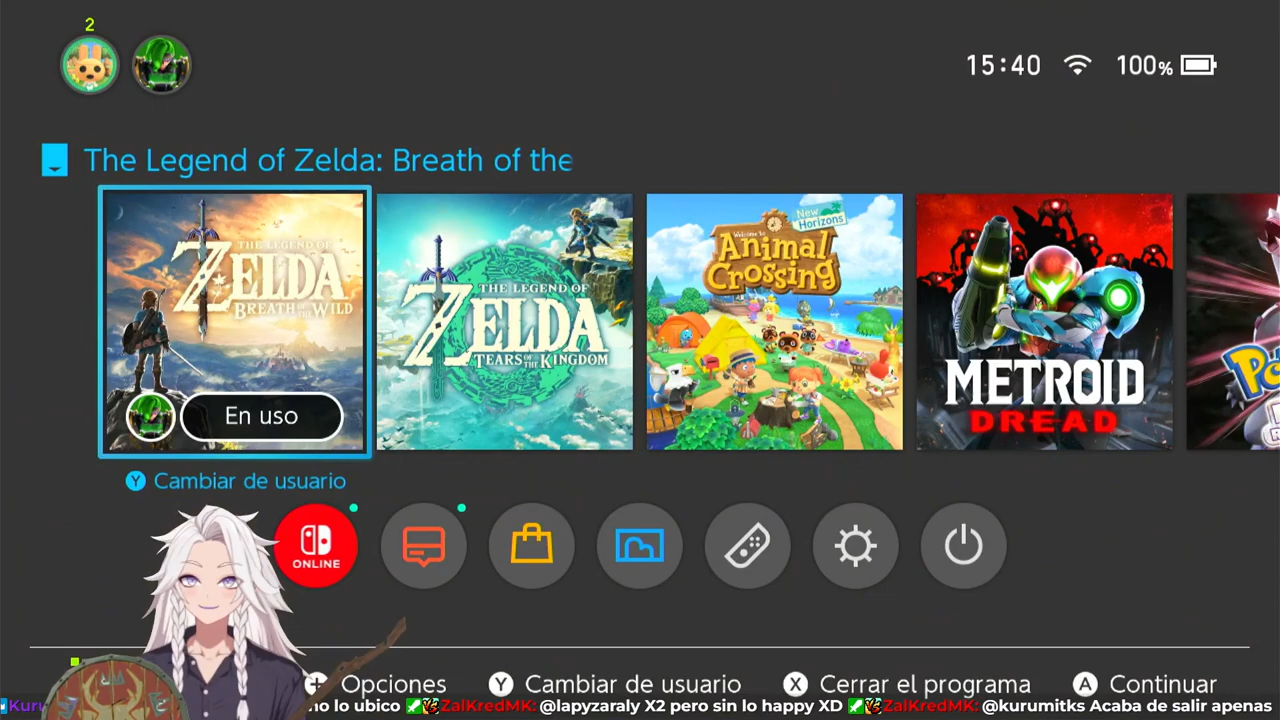 2
15:40
100%
The Legend of Zelda: Breath of the
THE LEGEND OF
ZELDA
BREATH OF THE WILD
En uso
THE LEGEND OF
ZELDA
TEARS OF THE KINGDOM
New Horizons
Welcome to
Animal
Crossing
METROID
DREAD
Y Cambiar de usuario
ONLINE
+ Opciones
Y Cambiar de usuario
X Cerrar el programa
A Continuar
Kuru no lo ubico ZalKredMK: @lapyzaraly X2 pero sin lo happy XD ZalKredMK: @kurumitks Acaba de salir apenas